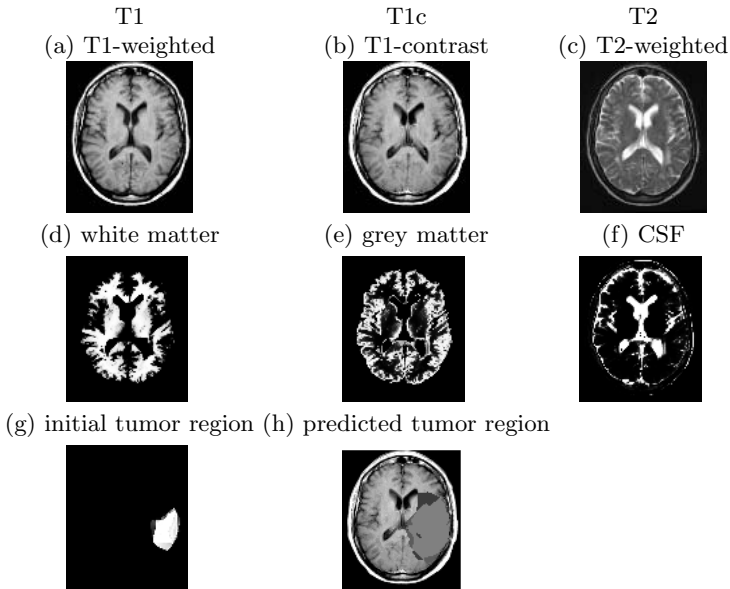 T1 T1c T2
(a) T1-weighted (b) T1-contrast (c) T2-weighted
(d) white matter (e) grey matter (f) CSF
(g) initial tumor region (h) predicted tumor region